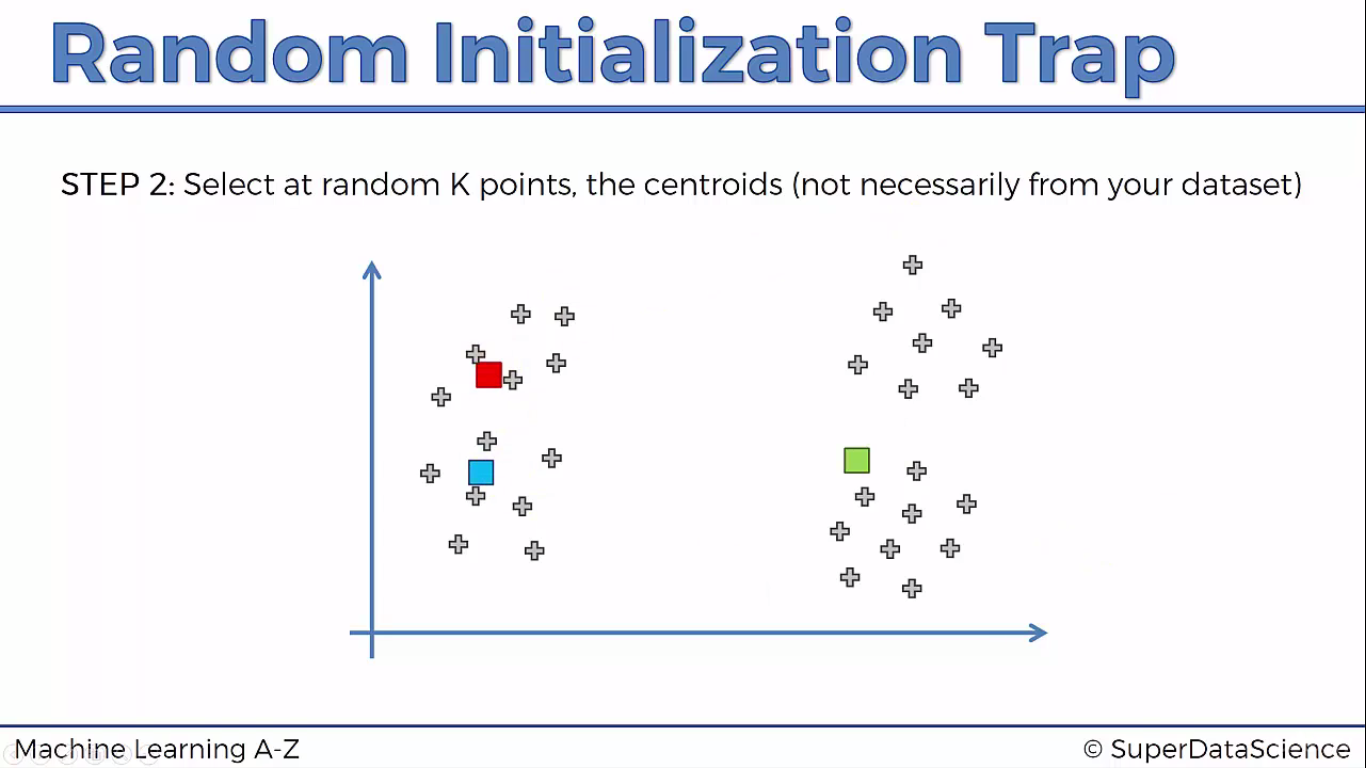 Random Initialization Trap
STEP 2: Select at random K points, the centroids (not necessarily from your dataset)
Machine Learning A-Z
© SuperDataScience